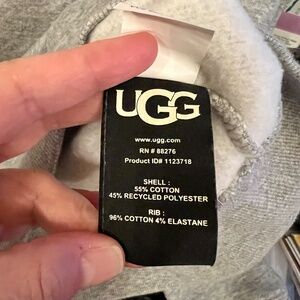 UGG
www.ugg.com
RN # 88276
Product ID# 1123718
SHELL :
55% COTTON
45% RECYCLED POLYESTER
RIB :
96% COTTON 4% ELASTANE